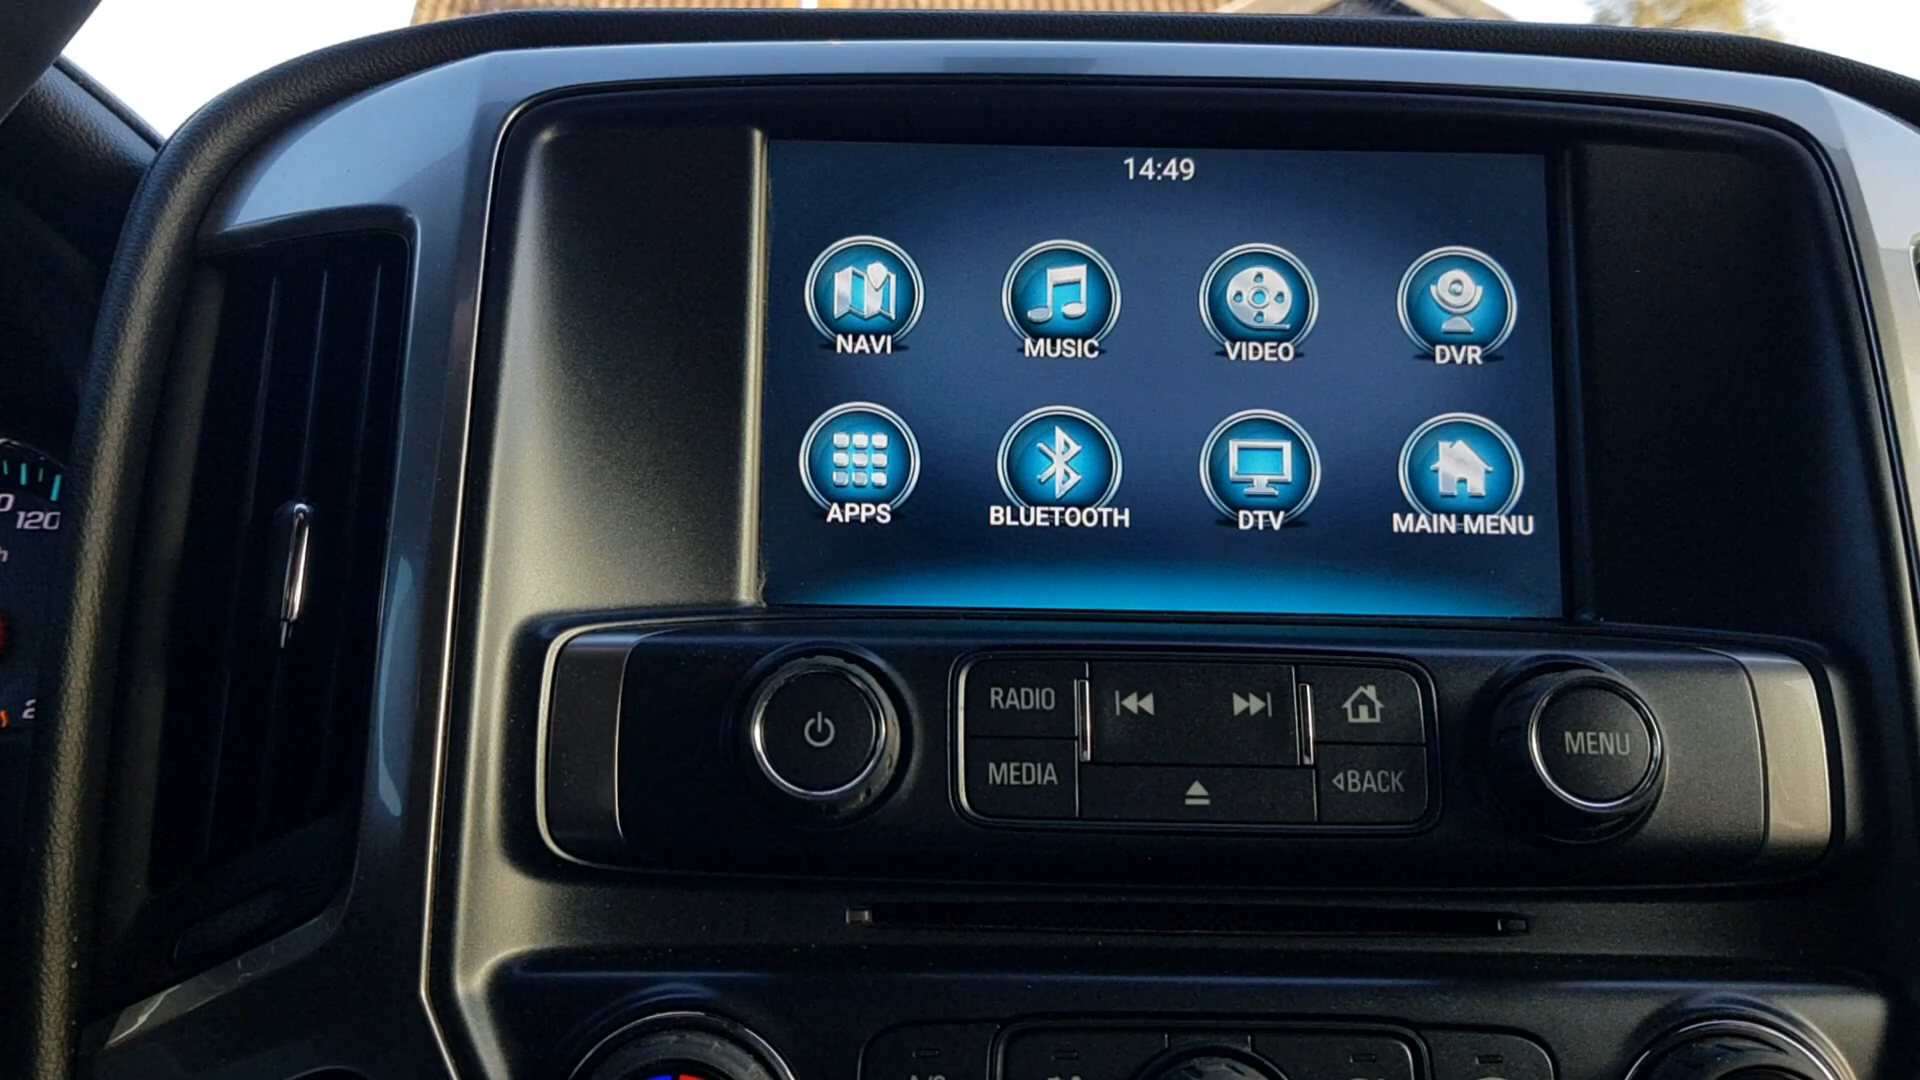 14:49
NAVI MUSIC VIDEO DVR
APPS BLUETOOTH DTV MAIN MENU
120
RADIO
MEDIA
BACK
MENU